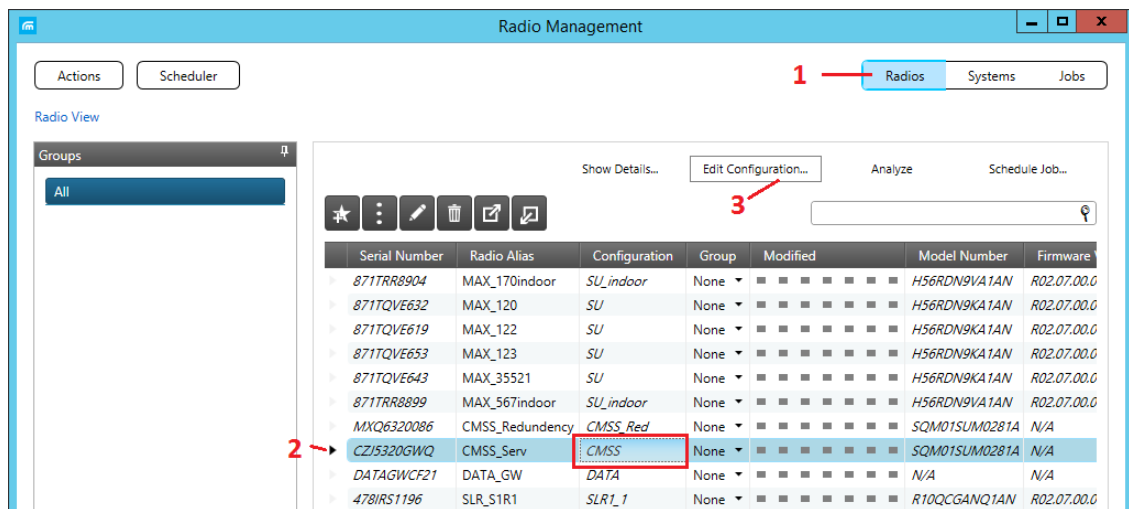 Radio Management
Actions Scheduler 1 Radios Systems Jobs
Radio View
Groups
All
Show Details... Edit Configuration... Analyze Schedule Job...
3
Serial Number Radio Alias Configuration Group Modified Model Number Firmware
871TRR8904 MAX_170indoor SU_indoor None H56RDN9VA1AN R02.07.00.0
871TQVE632 MAX_120 SU None H56RDN9KA1AN R02.07.00.0
871TQVE619 MAX_122 SU None H56RDN9KA1AN R02.07.00.0
871TQVE653 MAX_123 SU None H56RDN9KA1AN R02.07.00.0
871TQVE643 MAX_35521 SU None H56RDN9KA1AN R02.07.00.0
871TRR8899 MAX_567indoor SU_indoor None H56RDN9VA1AN R02.07.00.0
MXQ6320086 CMSS_Redundency CMSS_Red None SQM01SUM0281A N/A
2 CZJ5320GWQ CMSS_Serv CMSS None SQM01SUM0281A N/A
DATAGWCF21 DATA_GW DATA None N/A N/A
478IRS1196 SLR_S1R1 SLR1_1 None R10QCGANQ1AN R02.07.00.0